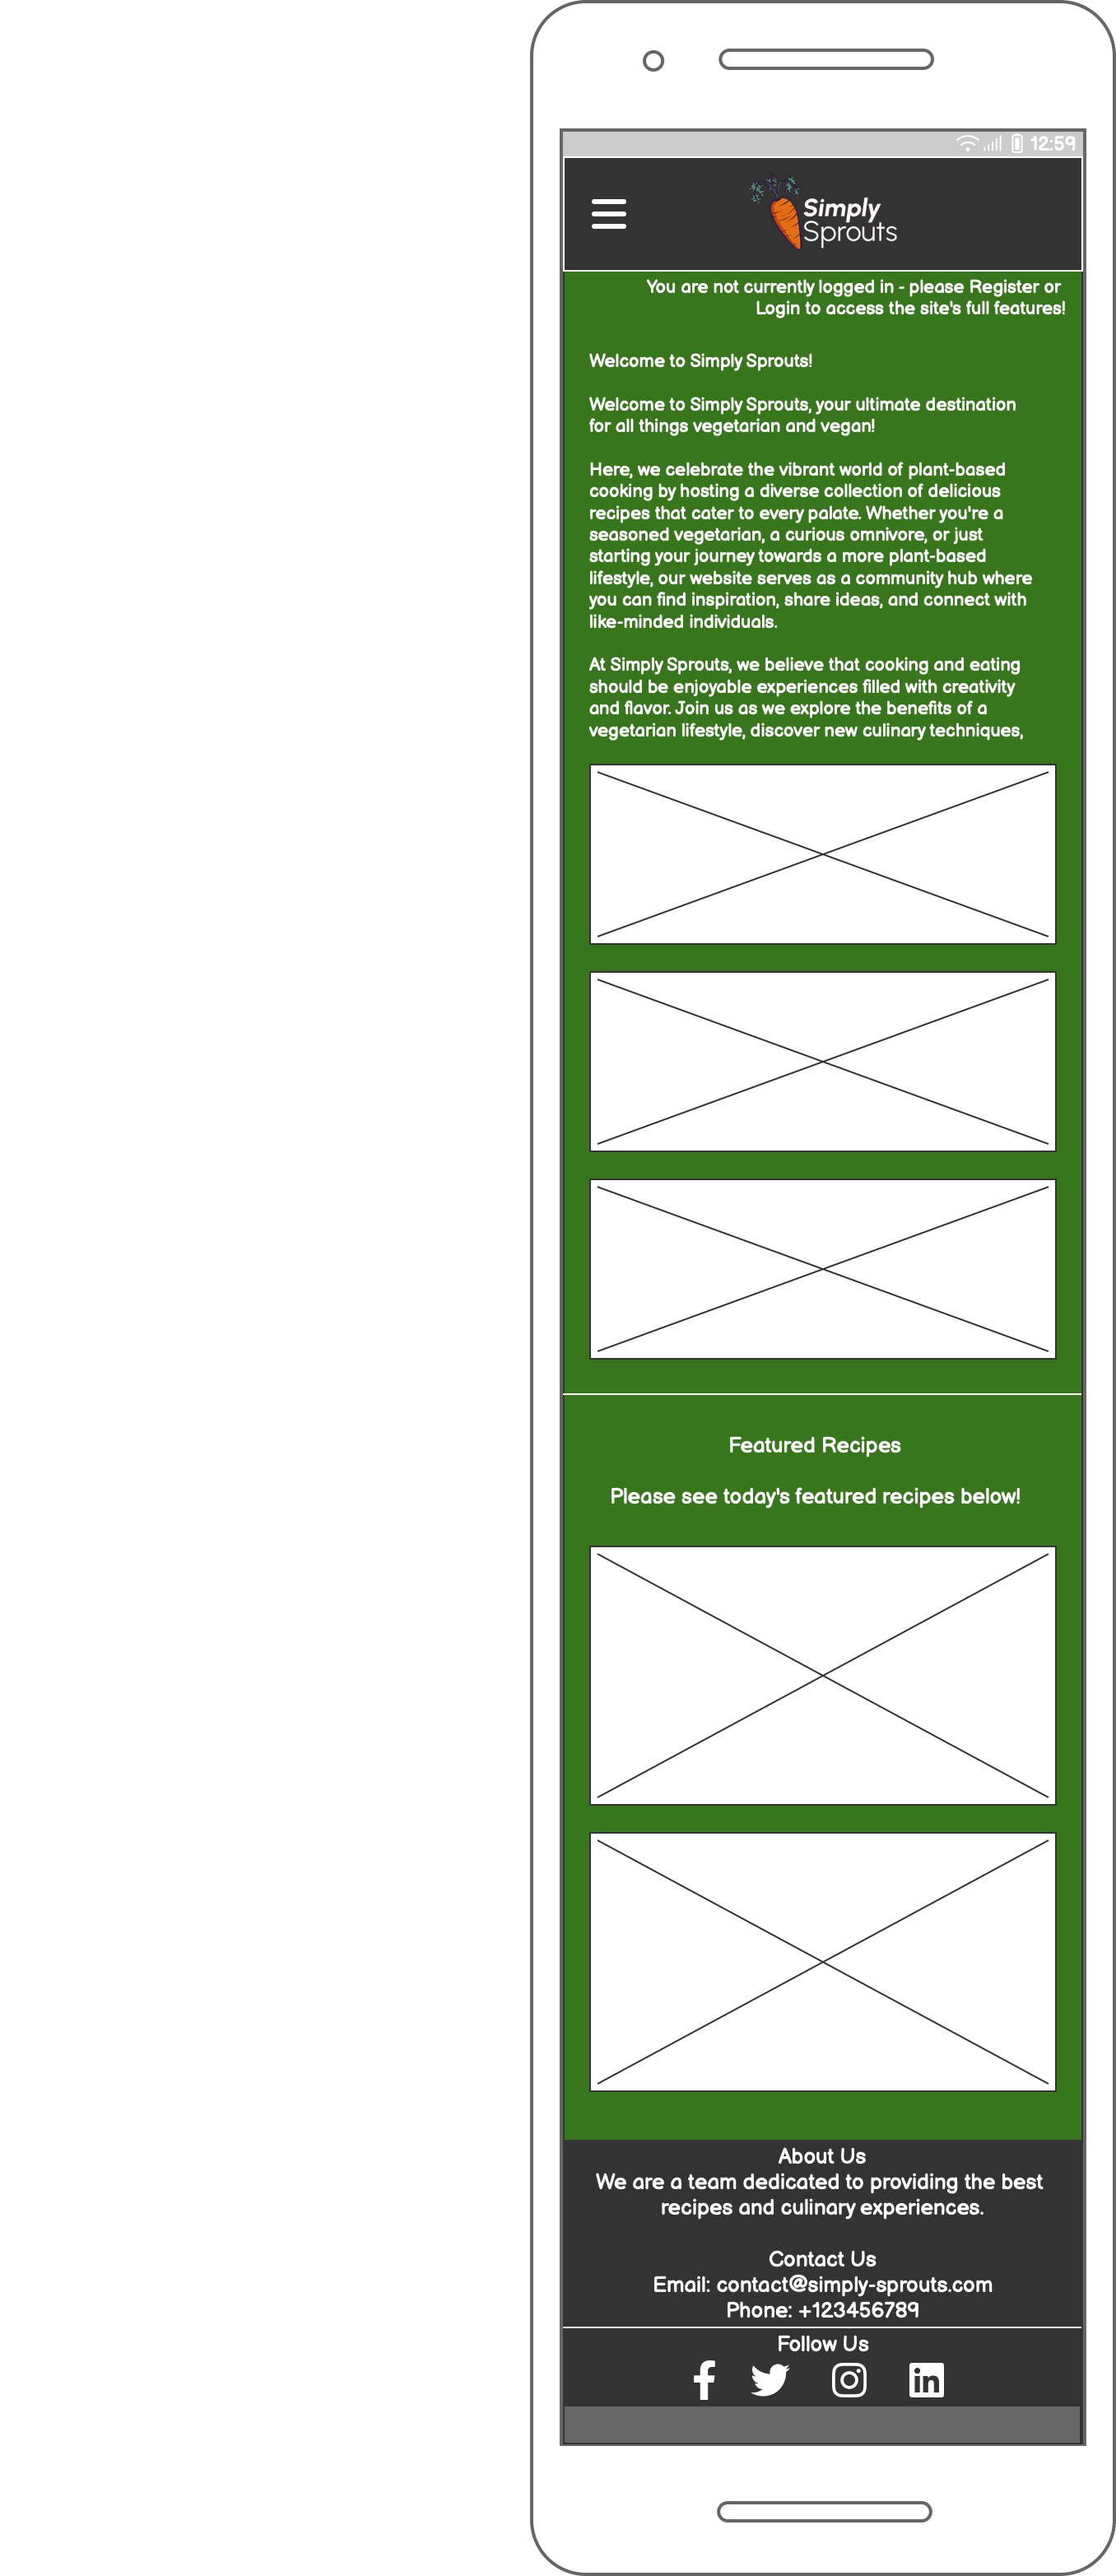 12:59
Simply
Sprouts
You are not currently logged in - please Register or
Login to access the site's full features!
Welcome to Simply Sprouts!
Welcome to Simply Sprouts, your ultimate destination
for all things vegetarian and vegan!
Here, we celebrate the vibrant world of plant-based
cooking by hosting a diverse collection of delicious
recipes that cater to every palate. Whether you're a
seasoned vegetarian, a curious omnivore, or just
starting your journey towards a more plant-based
lifestyle, our website serves as a community hub where
you can find inspiration, share ideas, and connect with
like-minded individuals.
At Simply Sprouts, we believe that cooking and eating
should be enjoyable experiences filled with creativity
and flavor. Join us as we explore the benefits of a
vegetarian lifestyle, discover new culinary techniques,
Featured Recipes
Please see today's featured recipes below!
About Us
We are a team dedicated to providing the best
recipes and culinary experiences.
Contact Us
Email: contact@simply-sprouts.com
Phone: +123456789
Follow Us